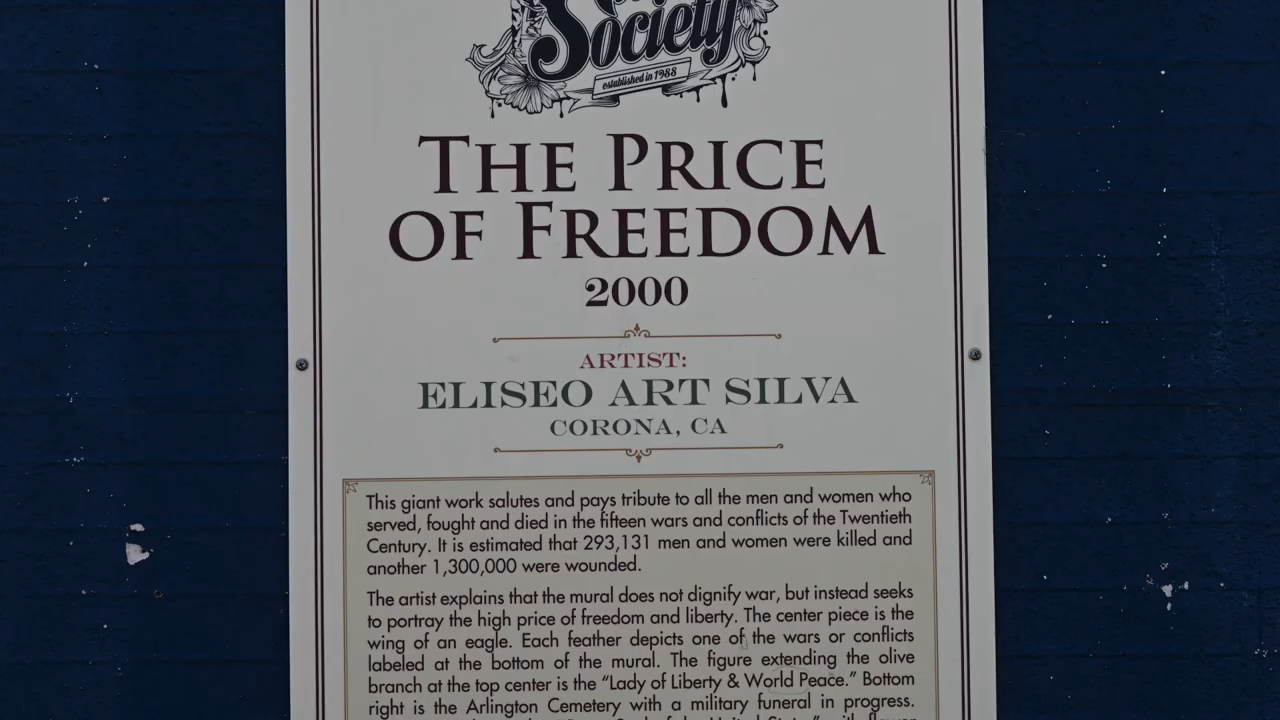 Society
established in 1988
THE PRICE
OF FREEDOM
2000
ARTIST:
ELISEO ART SILVA
CORONA, CA
This giant work salutes and pays tribute to all the men and women who
served, fought and died in the fifteen wars and conflicts of the Twentieth
Century. It is estimated that 293,131 men and women were killed and
another 1,300,000 were wounded.
The artist explains that the mural does not dignify war, but instead seeks
to portray the high price of freedom and liberty. The center piece is the
wing of an eagle. Each feather depicts one of the wars or conflicts
labeled at the bottom of the mural. The figure extending the olive
branch at the top center is the “Lady of Liberty & World Peace.” Bottom
right is the Arlington Cemetery with a military funeral in progress.